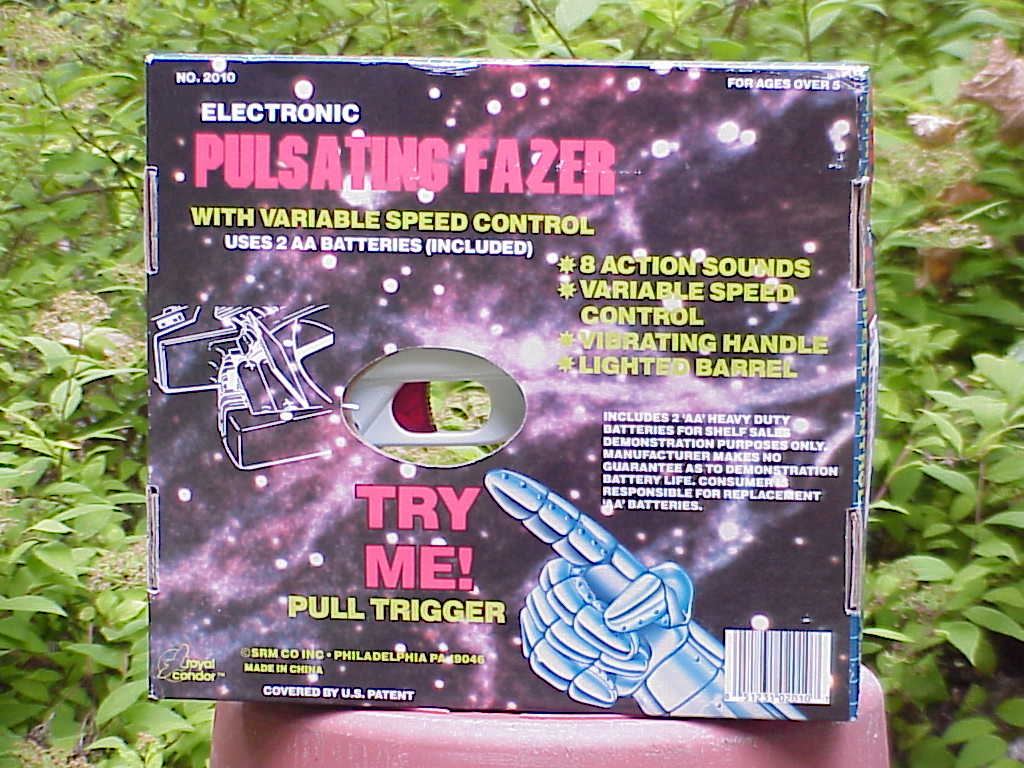 NO. 2010
FOR AGES OVER 5
ELECTRONIC
PULSATING FAZER
WITH VARIABLE SPEED CONTROL
USES 2 AA BATTERIES (INCLUDED)
* 8 ACTION SOUNDS
* VARIABLE SPEED
CONTROL
* VIBRATING HANDLE
* LIGHTED BARREL
INCLUDES 2 'AA' HEAVY DUTY
BATTERIES FOR SHELF SALES
DEMONSTRATION PURPOSES ONLY.
MANUFACTURER MAKES NO
GUARANTEE AS TO DEMONSTRATION
BATTERY LIFE. CONSUMER IS
RESPONSIBLE FOR REPLACEMENT
'AA' BATTERIES.
TRY
ME!
PULL TRIGGER
royal
condor™
©SRM CO INC • PHILADELPHIA PA 19046
MADE IN CHINA
COVERED BY U.S. PATENT